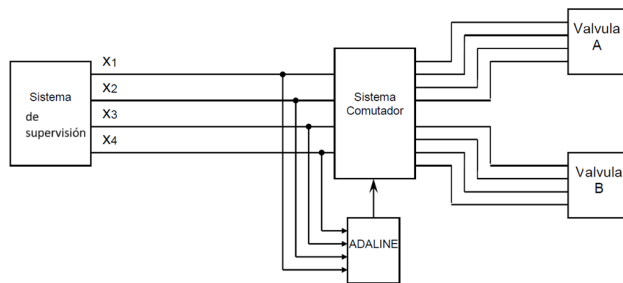 X1
X2
X3
X4
Sistema
de
supervisión
Sistema
Comutador
Valvula
A
Valvula
B
ADALINE